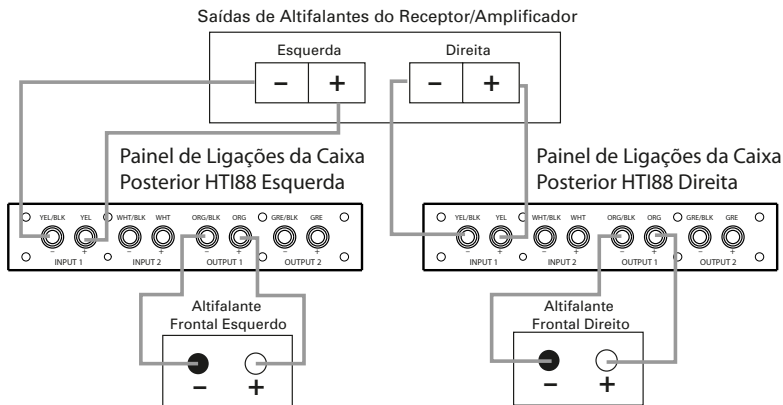 Saídas de Altifalantes do Receptor/Amplificador
Esquerda
Direita
– +
– +
Painel de Ligações da Caixa
Posterior HTI88 Esquerda
YEL/BLK YEL WHT/BLK WHT ORG/BLK ORG GRE/BLK GRE
– + – + – + – +
INPUT 1 INPUT 2 OUTPUT 1 OUTPUT 2
Altifalante
Frontal Esquerdo
– +
Painel de Ligações da Caixa
Posterior HTI88 Direita
YEL/BLK YEL WHT/BLK WHT ORG/BLK ORG GRE/BLK GRE
– + – + – + – +
INPUT 1 INPUT 2 OUTPUT 1 OUTPUT 2
Altifalante
Frontal Direito
– +